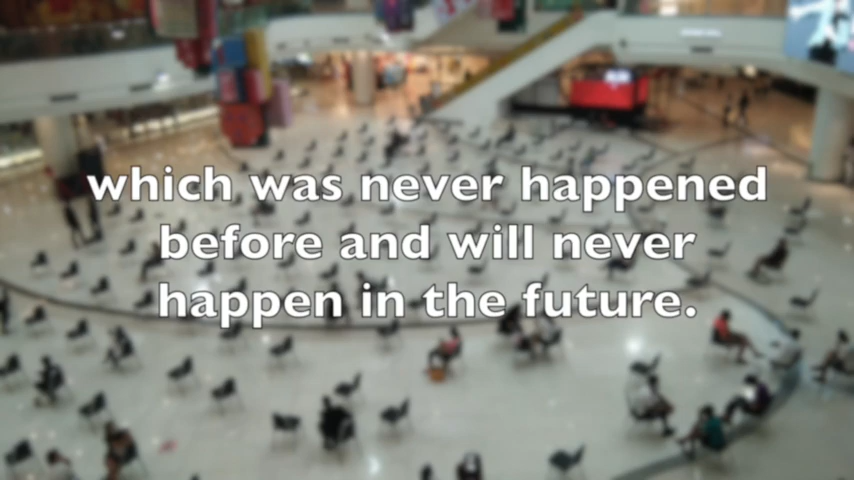 which was never happened
before and will never
happen in the future.